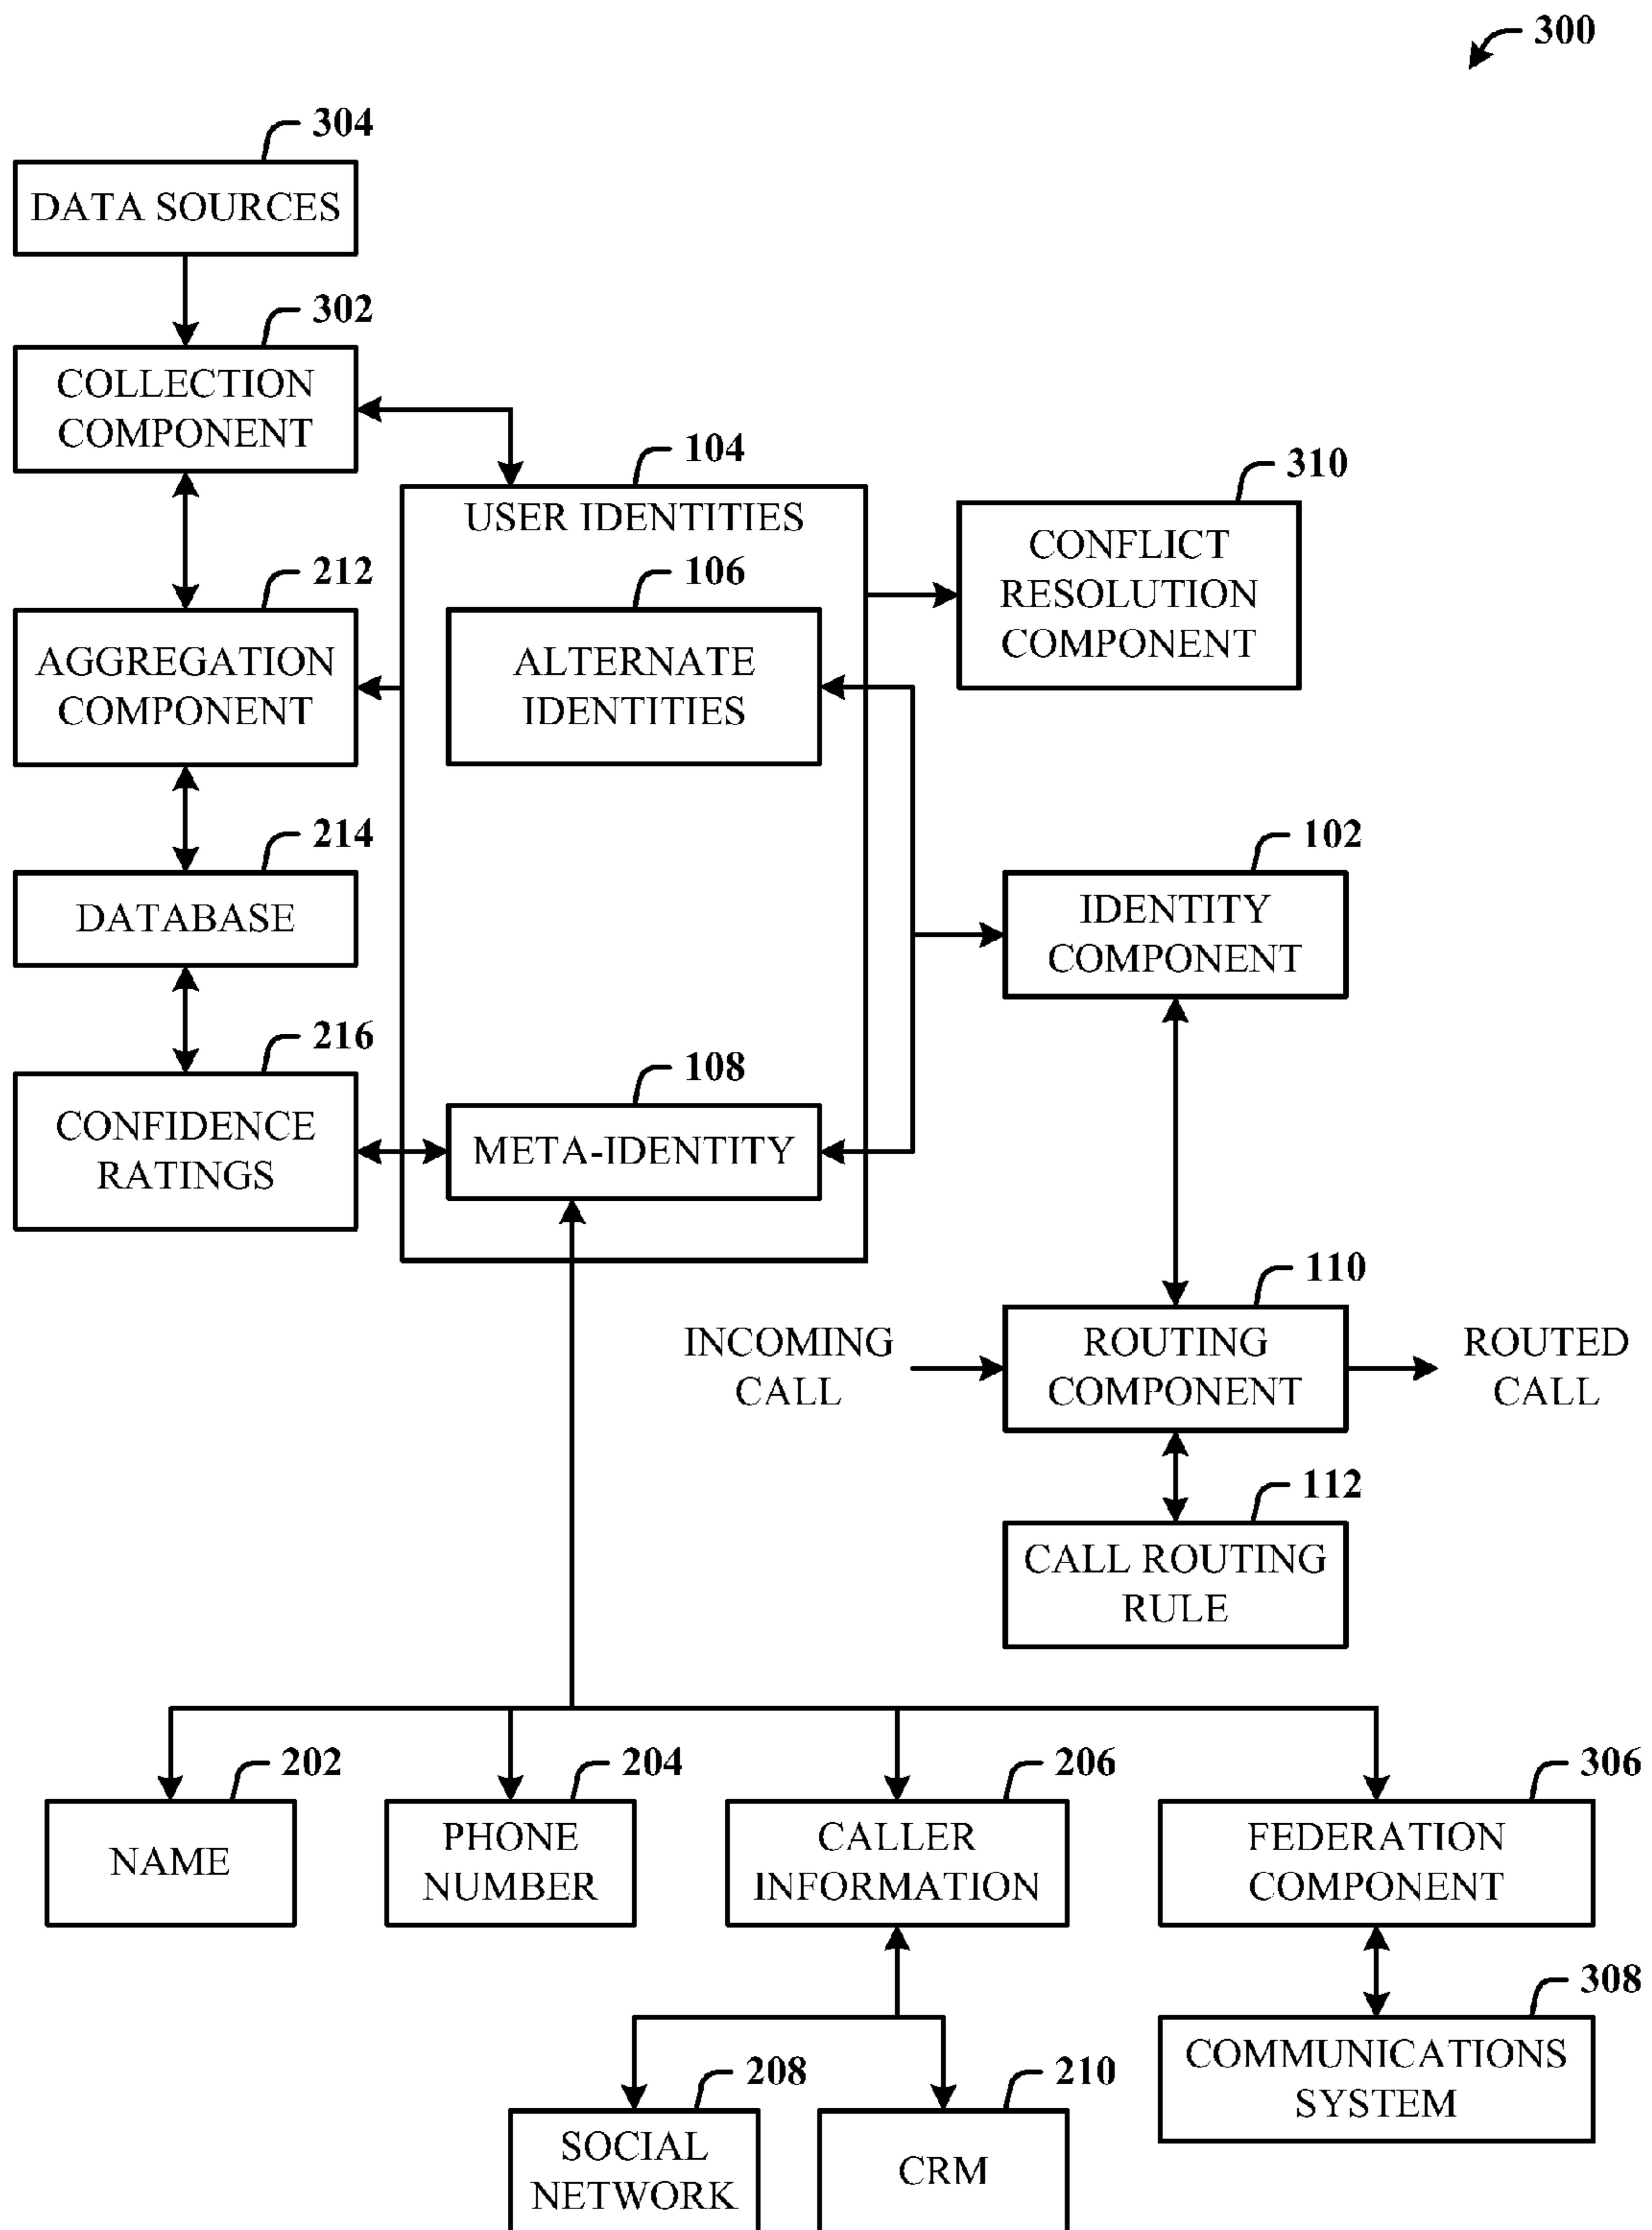 300
304
DATA SOURCES
302
COLLECTION
COMPONENT
104
USER IDENTITIES
310
CONFLICT
RESOLUTION
COMPONENT
212
AGGREGATION
COMPONENT
106
ALTERNATE
IDENTITIES
214
DATABASE
102
IDENTITY
COMPONENT
216
CONFIDENCE
RATINGS
108
META-IDENTITY
110
INCOMING
CALL
ROUTING
COMPONENT
ROUTED
CALL
112
CALL ROUTING
RULE
202
NAME
204
PHONE
NUMBER
206
CALLER
INFORMATION
306
FEDERATION
COMPONENT
308
COMMUNICATIONS
SYSTEM
208
SOCIAL
NETWORK
210
CRM